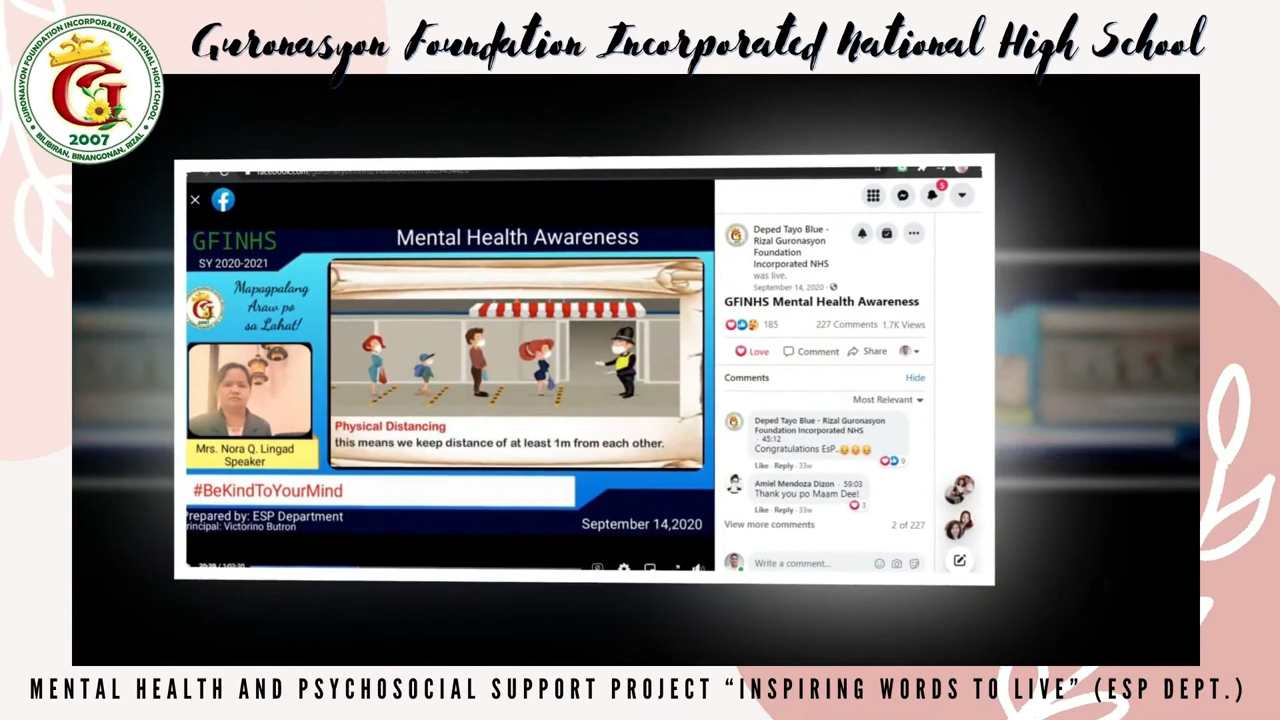 Guronasyon Foundation Incorporated National High School
GURONASYON FOUNDATION INCORPORATED NATIONAL HIGH SCHOOL
G
2007
BILIBIRAN, BINANGONAN, RIZAL
GFINHS
SY 2020-2021
Mental Health Awareness
Mapagpalang
Araw po
sa Lahat!
Mrs. Nora Q. Lingad
Speaker
Physical Distancing
this means we keep distance of at least 1m from each other.
#BeKindToYourMind
Prepared by: ESP Department
Principal: Victorino Butron
September 14,2020
5
Deped Tayo Blue -
Rizal Guronasyon
Foundation
Incorporated NHS
was live.
September 14, 2020 ·
GFINHS Mental Health Awareness
185
227 Comments 1.7K Views
Love
Comment
Share
Comments
Hide
Most Relevant
Deped Tayo Blue - Rizal Guronasyon
Foundation Incorporated NHS
· 45:12
Congratulations EsP..
9
Like · Reply · 33w
Amiel Mendoza Dizon · 59:03
Thank you po Maam Dee!
3
Like · Reply · 33w
View more comments
2 of 227
Write a comment...
MENTAL HEALTH AND PSYCHOSOCIAL SUPPORT PROJECT “INSPIRING WORDS TO LIVE” (ESP DEPT.)